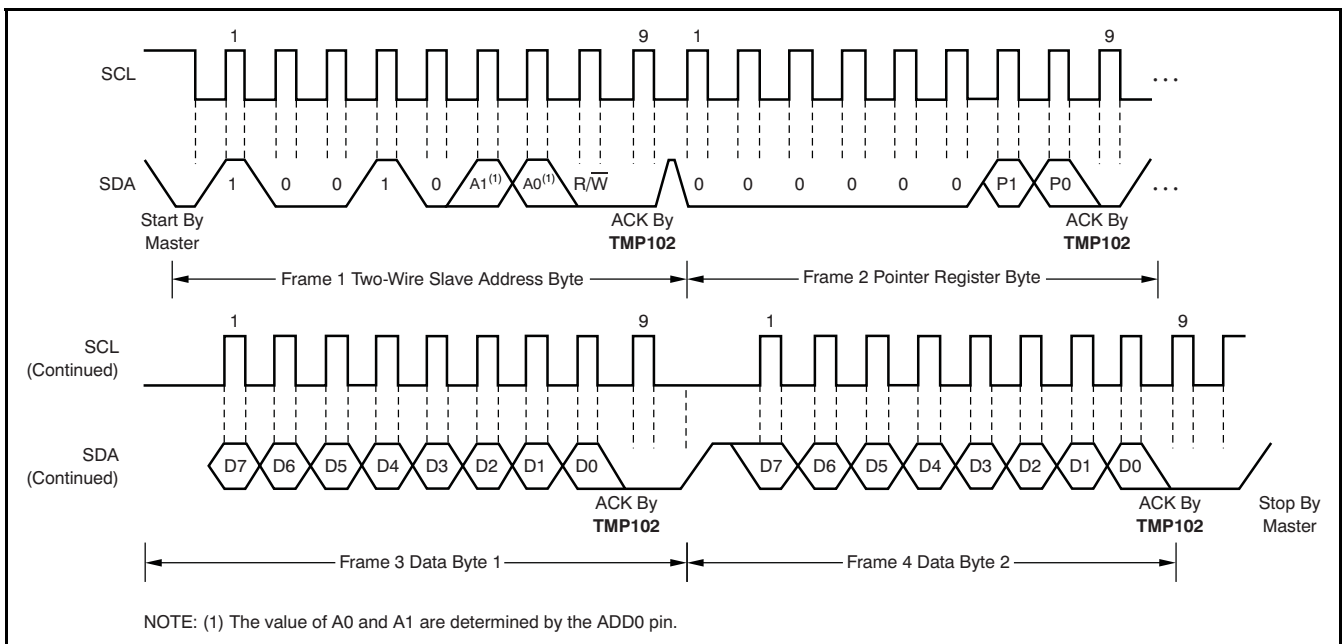 1 9 1 9
SCL ...
SDA 1 0 0 1 0 A1(1) A0(1) R/W̅ 0 0 0 0 0 0 P1 P0 ...
Start By Master ACK By TMP102 ACK By TMP102
Frame 1 Two-Wire Slave Address Byte Frame 2 Pointer Register Byte
1 9 1 9
SCL (Continued)
SDA (Continued) D7 D6 D5 D4 D3 D2 D1 D0 D7 D6 D5 D4 D3 D2 D1 D0
ACK By TMP102 ACK By TMP102 Stop By Master
Frame 3 Data Byte 1 Frame 4 Data Byte 2
NOTE: (1) The value of A0 and A1 are determined by the ADD0 pin.